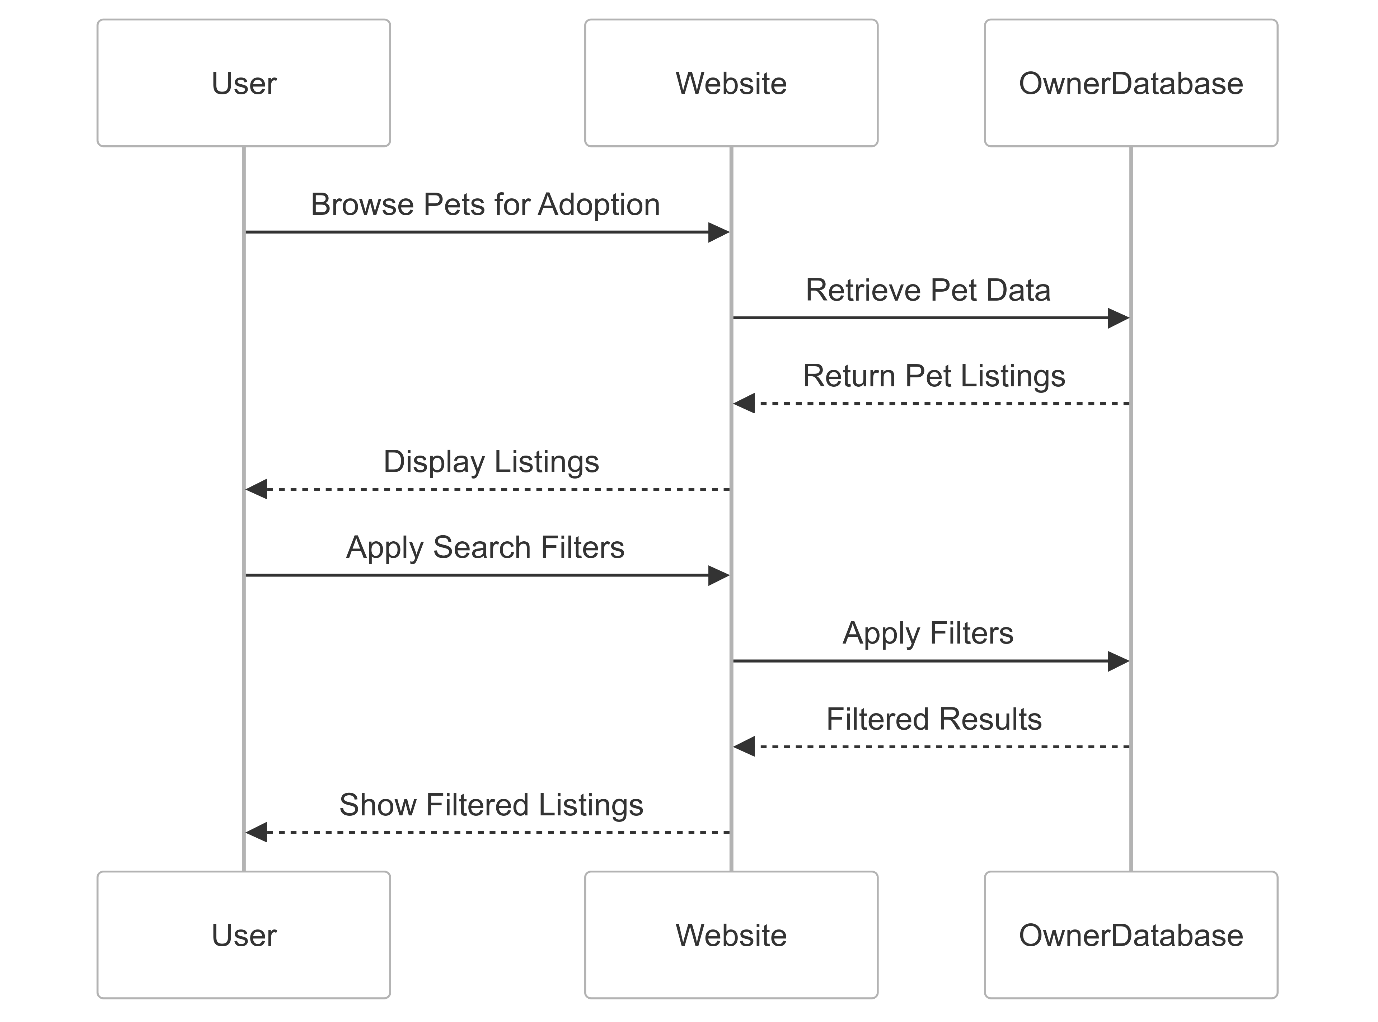 User
Website
OwnerDatabase
Browse Pets for Adoption
Retrieve Pet Data
Return Pet Listings
Display Listings
Apply Search Filters
Apply Filters
Filtered Results
Show Filtered Listings
User
Website
OwnerDatabase